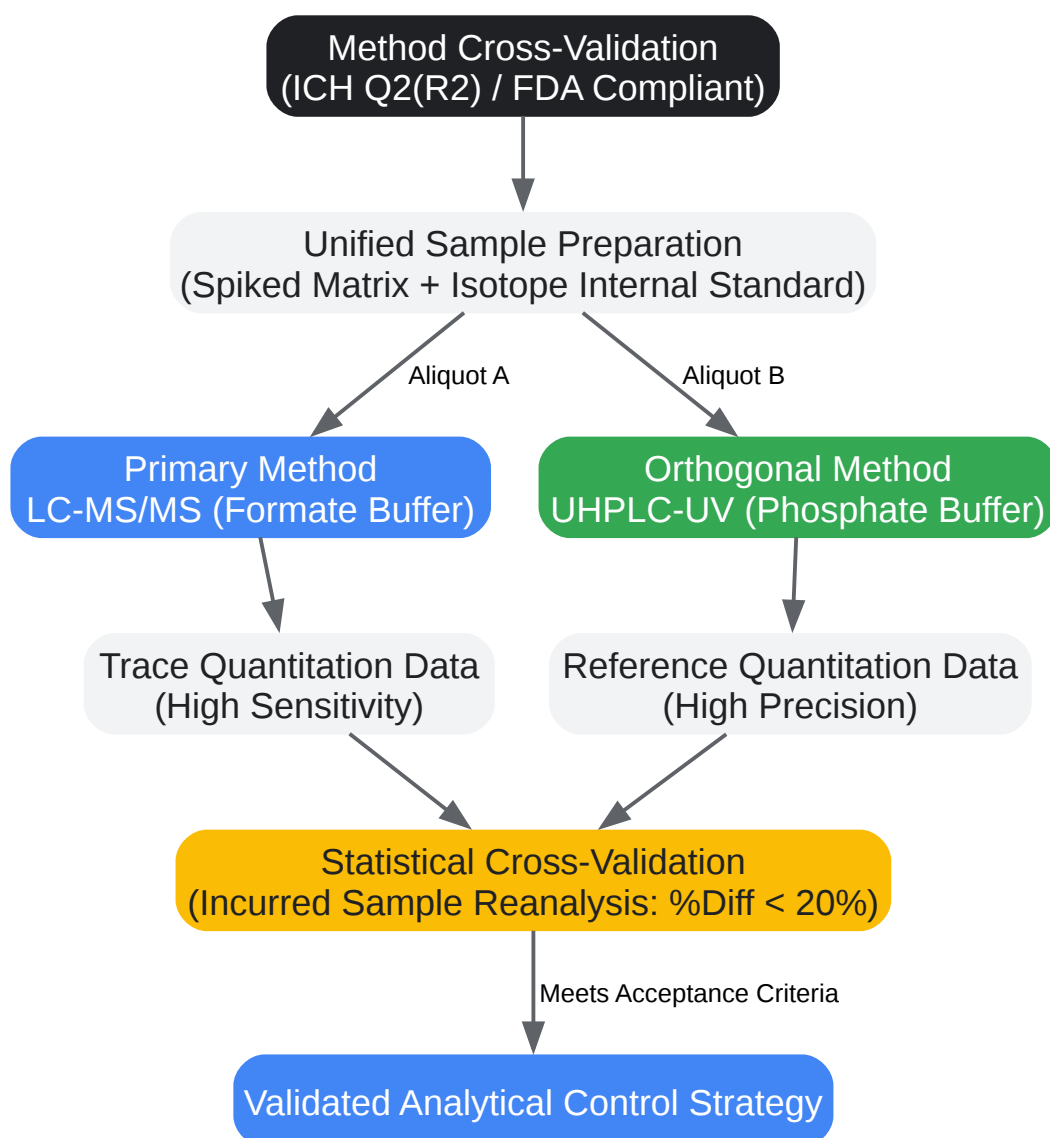 Method Cross-Validation
(ICH Q2(R2) / FDA Compliant)
Unified Sample Preparation
(Spiked Matrix + Isotope Internal Standard)
Aliquot A
Aliquot B
Primary Method
LC-MS/MS (Formate Buffer)
Orthogonal Method
UHPLC-UV (Phosphate Buffer)
Trace Quantitation Data
(High Sensitivity)
Reference Quantitation Data
(High Precision)
Statistical Cross-Validation
(Incurred Sample Reanalysis: %Diff < 20%)
Meets Acceptance Criteria
Validated Analytical Control Strategy